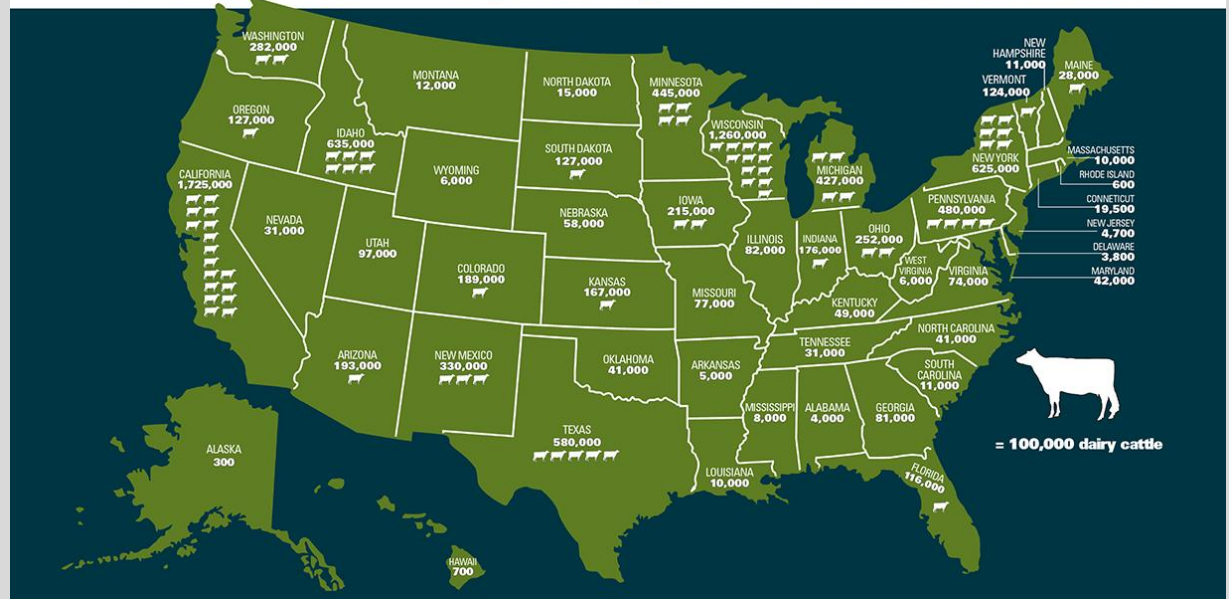 WASHINGTON
282,000
OREGON
127,000
CALIFORNIA
1,725,000
IDAHO
635,000
NEVADA
31,000
MONTANA
12,000
WYOMING
6,000
UTAH
97,000
COLORADO
189,000
ARIZONA
193,000
NEW MEXICO
330,000
NORTH DAKOTA
15,000
SOUTH DAKOTA
127,000
NEBRASKA
58,000
KANSAS
167,000
OKLAHOMA
41,000
TEXAS
580,000
MINNESOTA
445,000
IOWA
215,000
MISSOURI
77,000
ARKANSAS
5,000
LOUISIANA
10,000
WISCONSIN
1,260,000
ILLINOIS
82,000
MICHIGAN
427,000
INDIANA
176,000
OHIO
252,000
KENTUCKY
49,000
TENNESSEE
31,000
MISSISSIPPI
8,000
ALABAMA
4,000
GEORGIA
81,000
FLORIDA
116,000
SOUTH
CAROLINA
11,000
NORTH CAROLINA
41,000
VIRGINIA
74,000
WEST
VIRGINIA
6,000
PENNSYLVANIA
480,000
NEW YORK
625,000
VERMONT
124,000
NEW
HAMPSHIRE
11,000
MAINE
28,000
MASSACHUSETTS
10,000
RHODE ISLAND
600
CONNETICUT
19,500
NEW JERSEY
4,700
DELAWARE
3,800
MARYLAND
42,000
ALASKA
300
HAWAII
700
= 100,000 dairy cattle